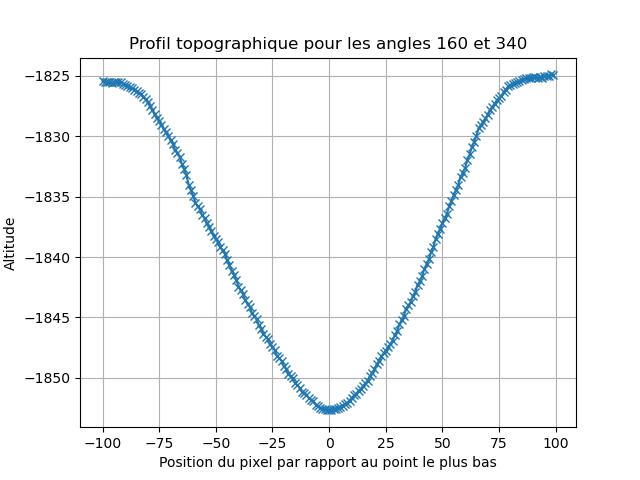 Profil topographique pour les angles 160 et 340
−1825
−1830
−1835
−1840
−1845
−1850
Altitude
−100 −75 −50 −25 0 25 50 75 100
Position du pixel par rapport au point le plus bas